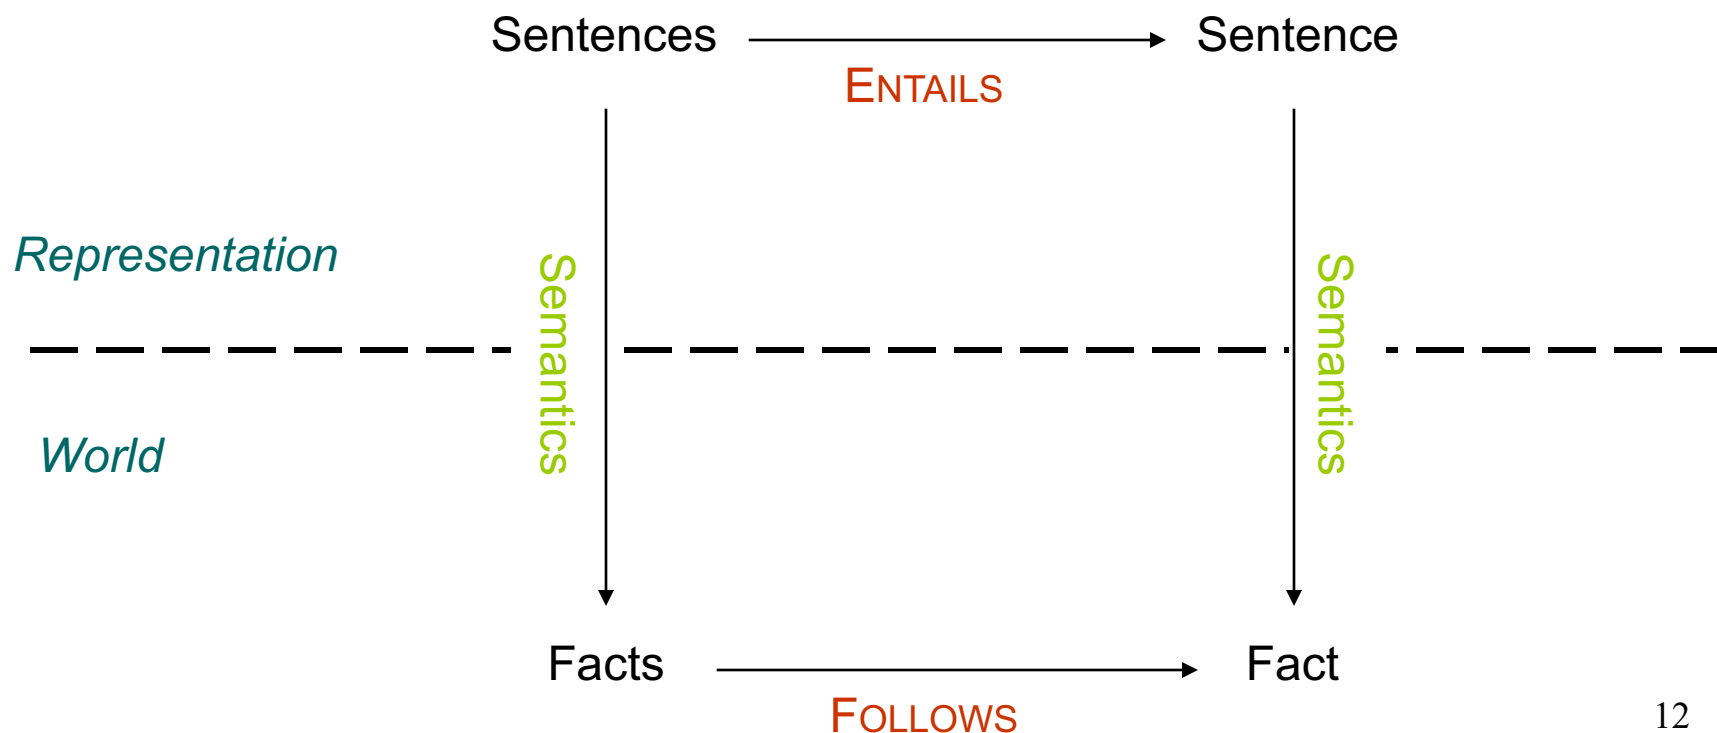 Sentences
Sentence
ENTAILS
Representation
Semantics
Semantics
World
Facts
Fact
FOLLOWS
12